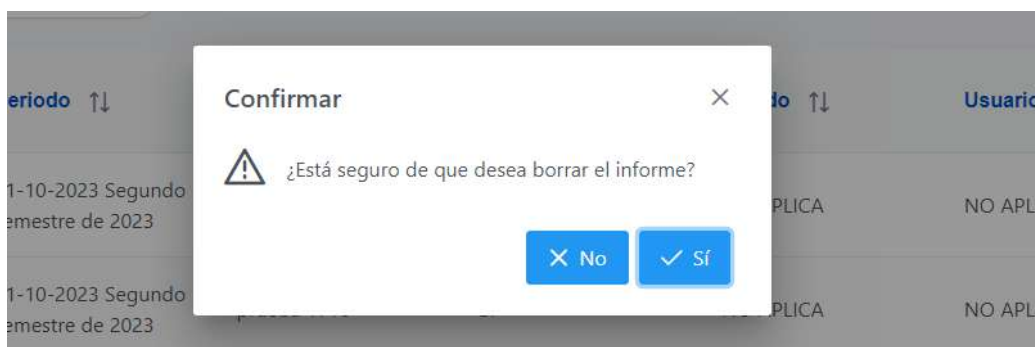 Confirmar
eriodo
do
Usuario
¿Está seguro de que desea borrar el informe?
1-10-2023 Segundo
emestre de 2023
PLICA
NO APL
No
Sí
1-10-2023 Segundo
emestre de 2023
PLICA
NO APL